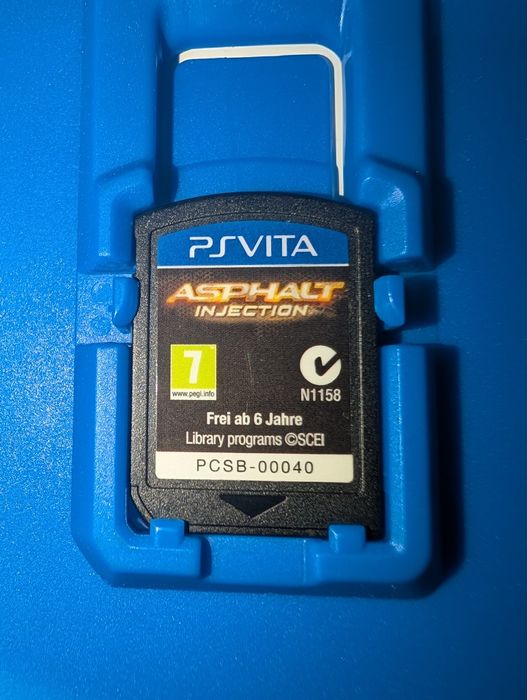 PSVITA
ASPHALT
INJECTION
7
www.pegi.info
N1158
Frei ab 6 Jahre
Library programs ©SCEI
PCSB-00040